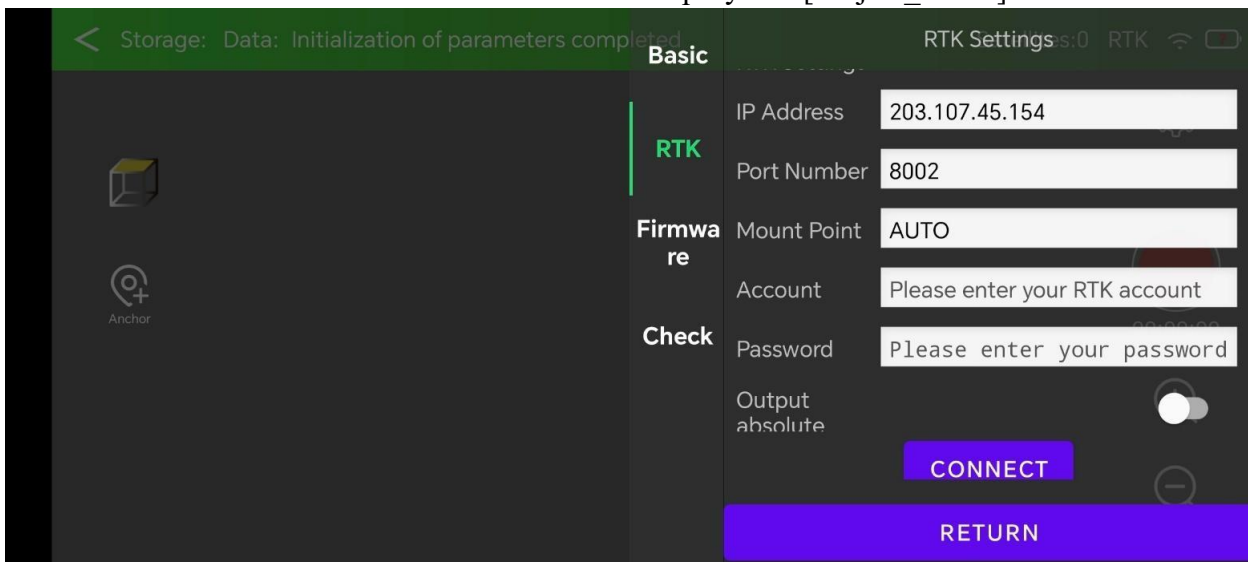 Storage: Data: Initialization of parameters completed
Basic
RTK
Firmwa
re
Check
RTK Settings
:0 RTK
IP Address 203.107.45.154
Port Number 8002
Mount Point AUTO
Account Please enter your RTK account
Password Please enter your password
Output
absolute
CONNECT
RETURN
Anchor